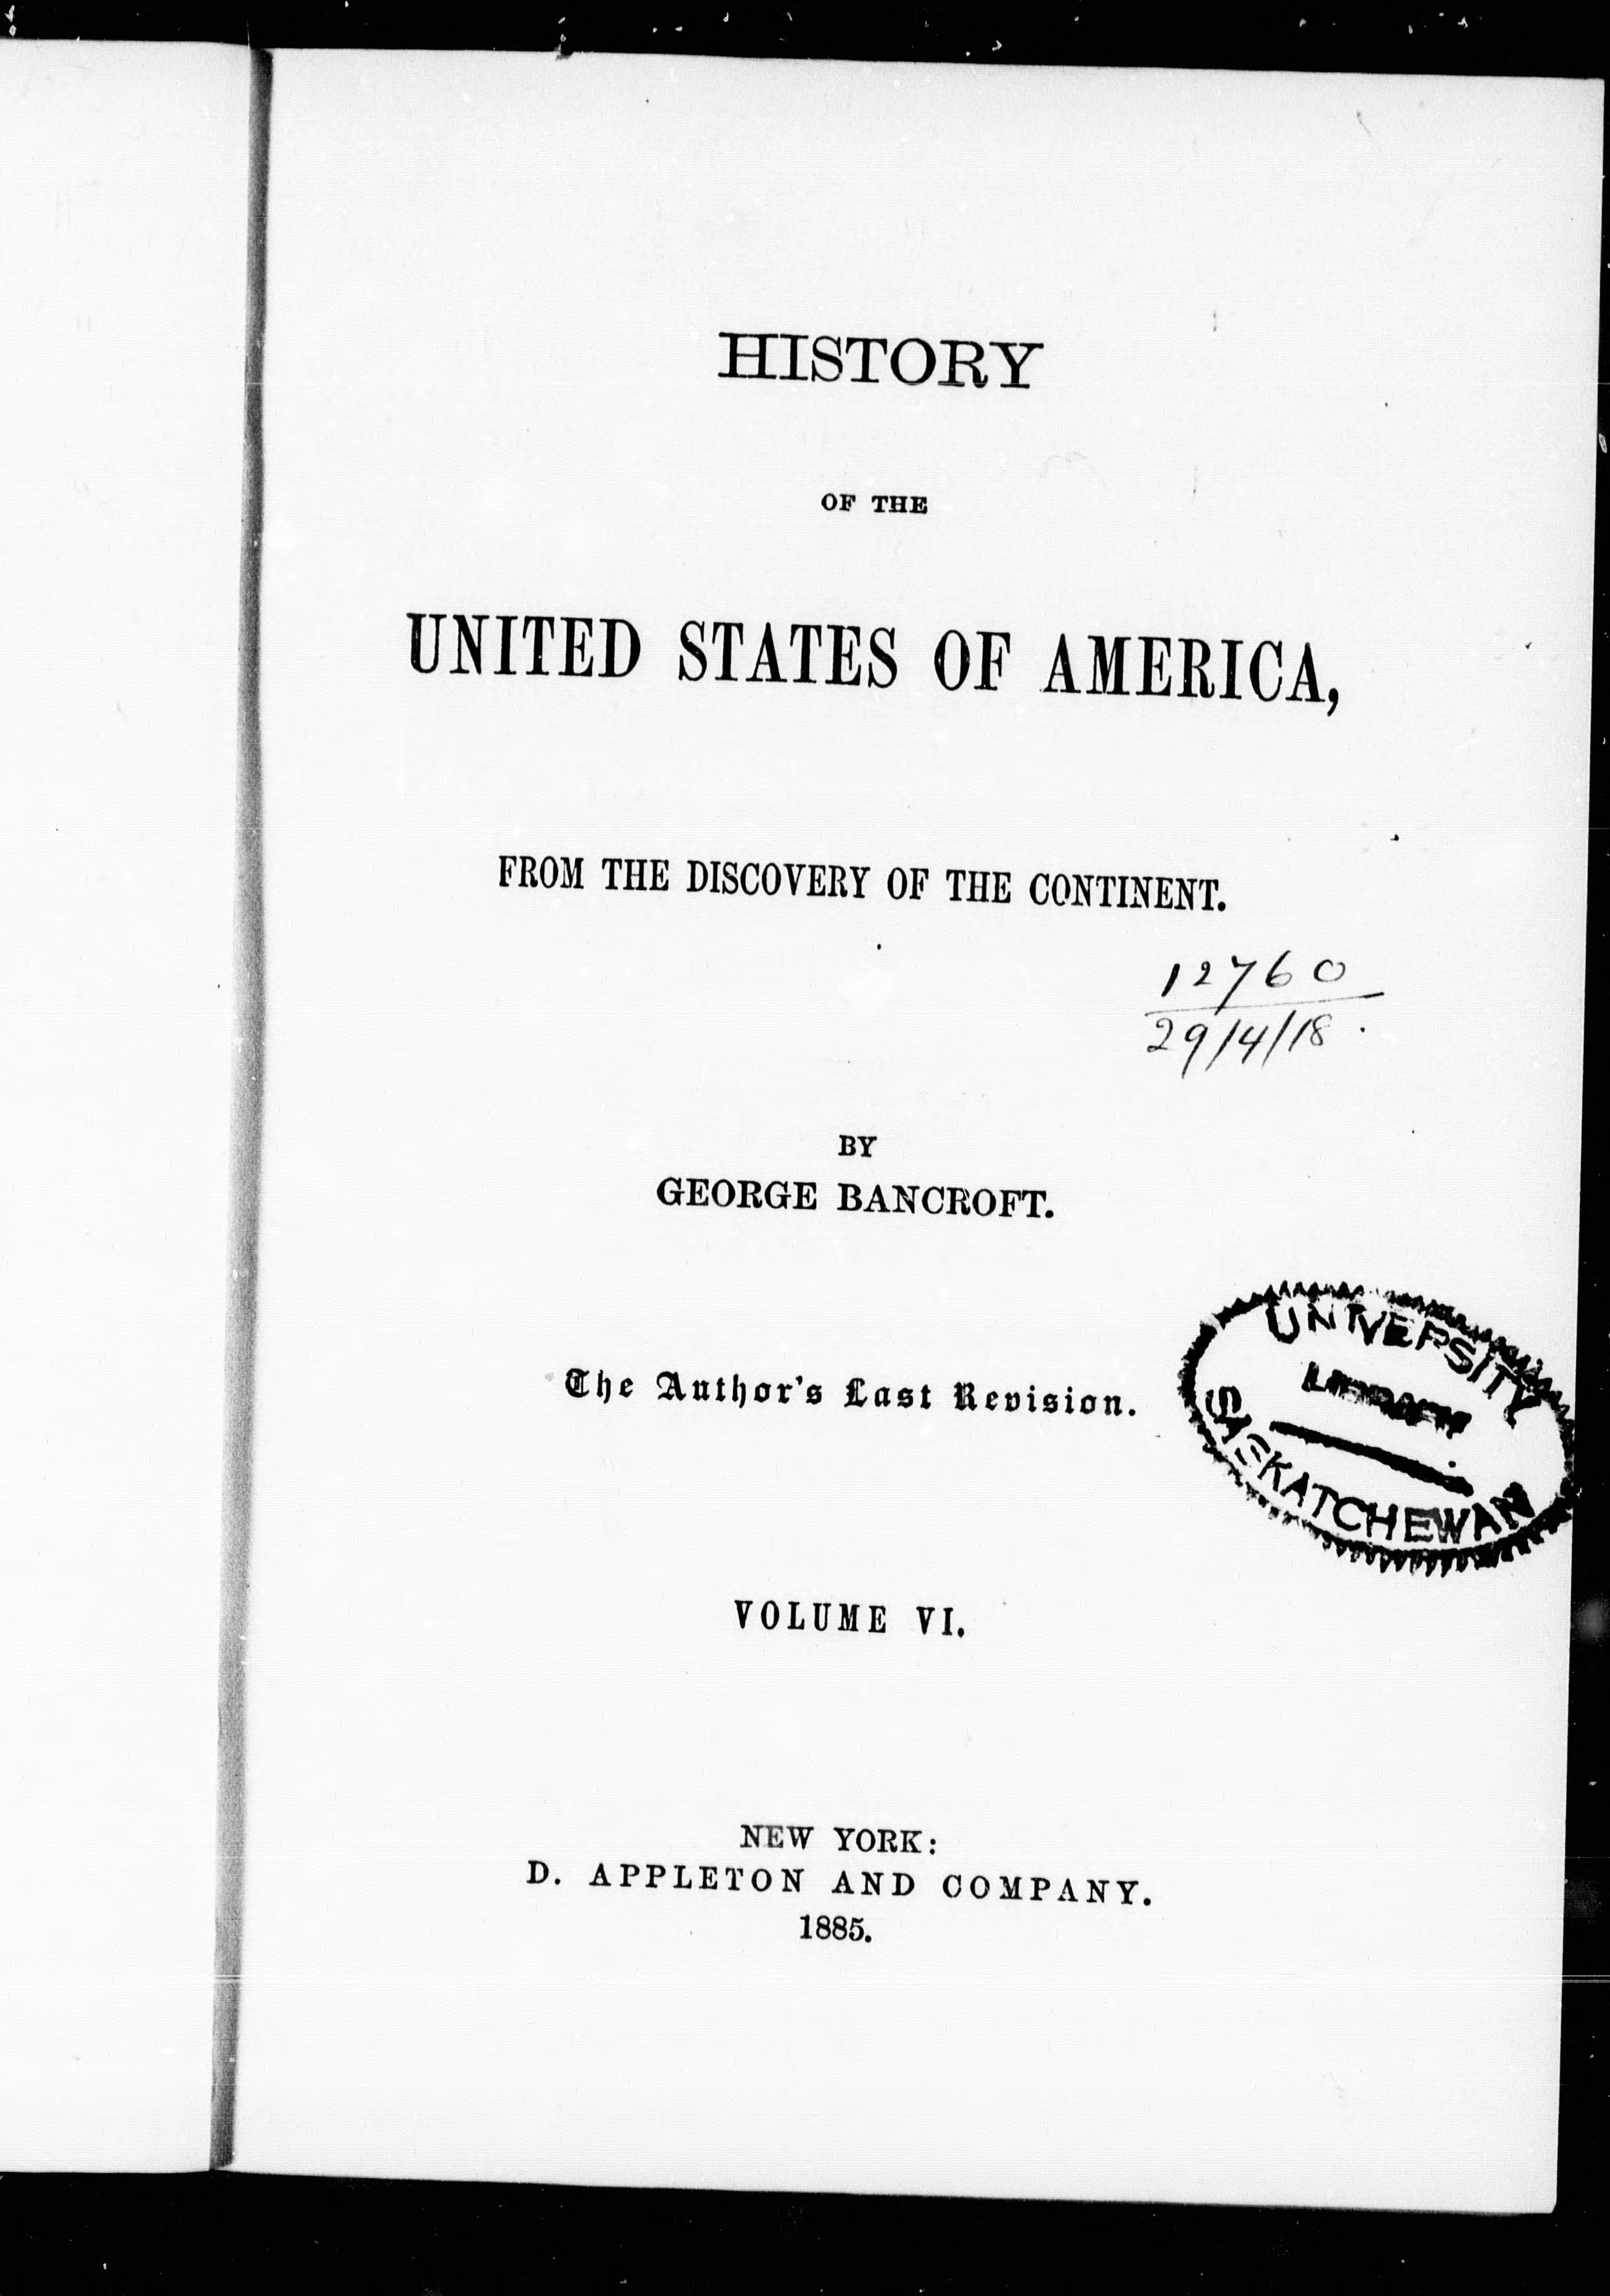 HISTORY
OF THE
UNITED STATES OF AMERICA,
FROM THE DISCOVERY OF THE CONTINENT.
12760
29/4/18.
BY
GEORGE BANCROFT.
The Author's Last Revision.
UNIVERSITY
LIBRARY
SASKATCHEWAN
VOLUME VI.
NEW YORK:
D. APPLETON AND COMPANY.
1885.